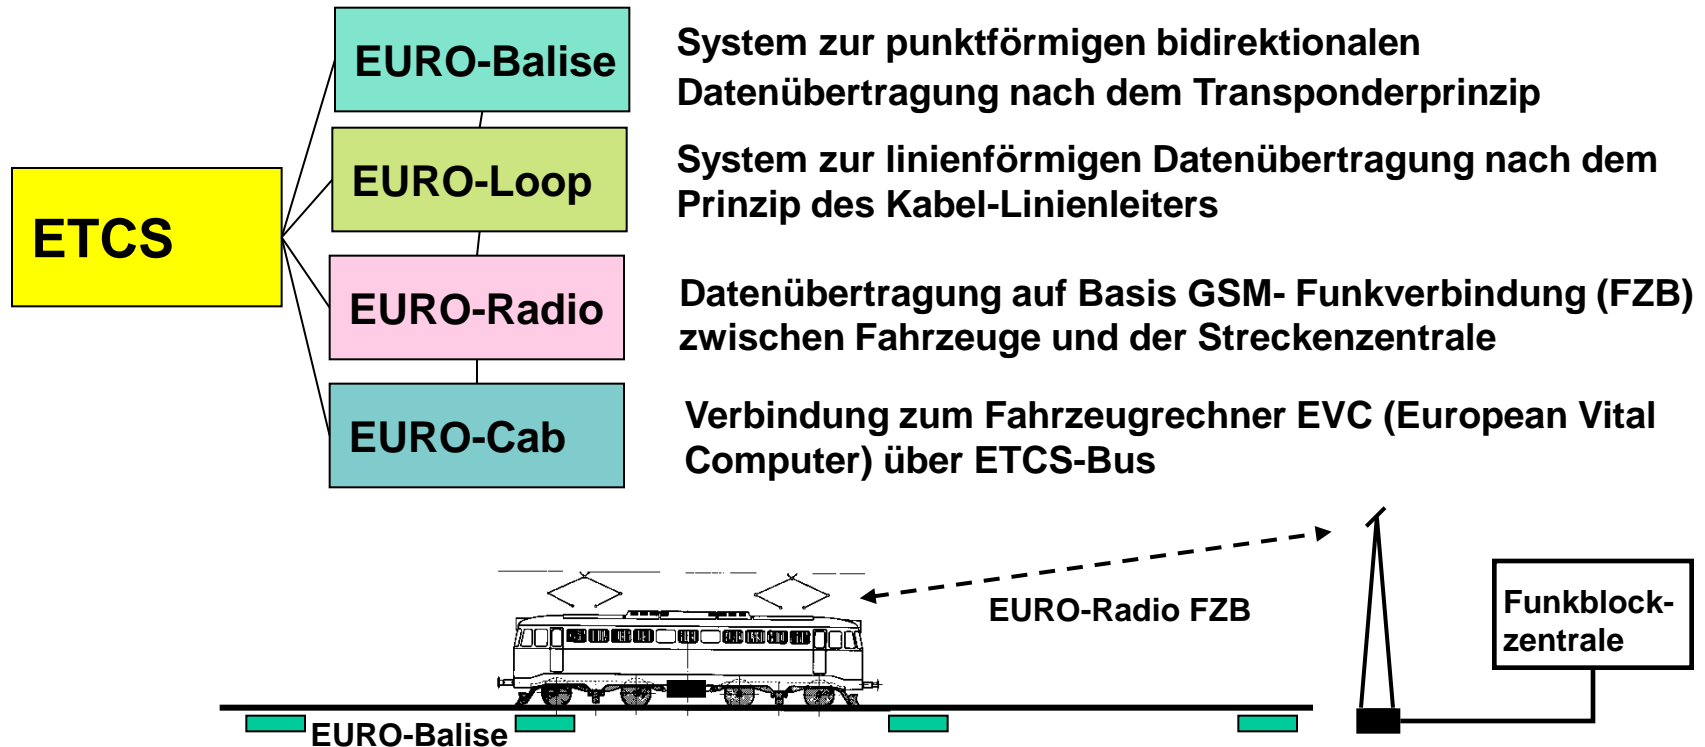 EURO-Balise
System zur punktförmigen bidirektionalen
Datenübertragung nach dem Transponderprinzip
EURO-Loop
System zur linienförmigen Datenübertragung nach dem
Prinzip des Kabel-Linienleiters
ETCS
EURO-Radio
Datenübertragung auf Basis GSM- Funkverbindung (FZB)
zwischen Fahrzeuge und der Streckenzentrale
EURO-Cab
Verbindung zum Fahrzeugrechner EVC (European Vital
Computer) über ETCS-Bus
EURO-Radio FZB
Funkblock-
zentrale
EURO-Balise